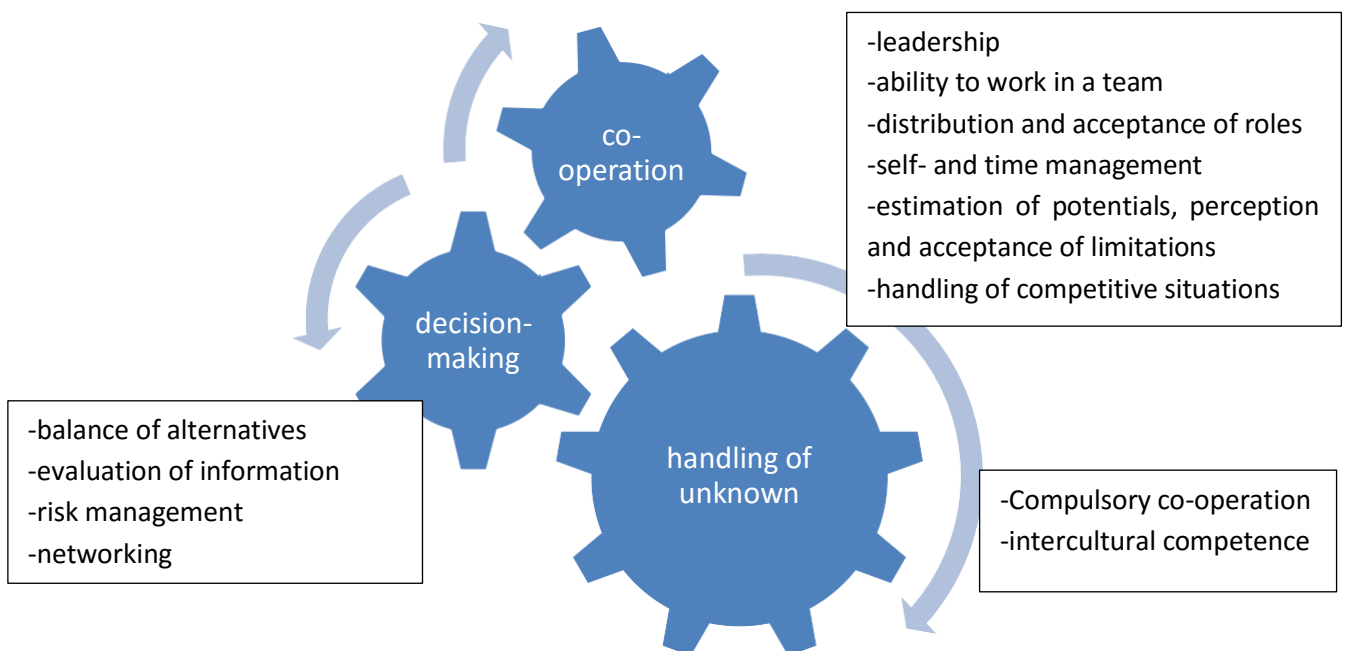 co-
operation
-leadership
-ability to work in a team
-distribution and acceptance of roles
-self- and time management
-estimation of potentials, perception
and acceptance of limitations
-handling of competitive situations
decision-
making
-balance of alternatives
-evaluation of information
-risk management
-networking
handling of
unknown
-Compulsory co-operation
-intercultural competence